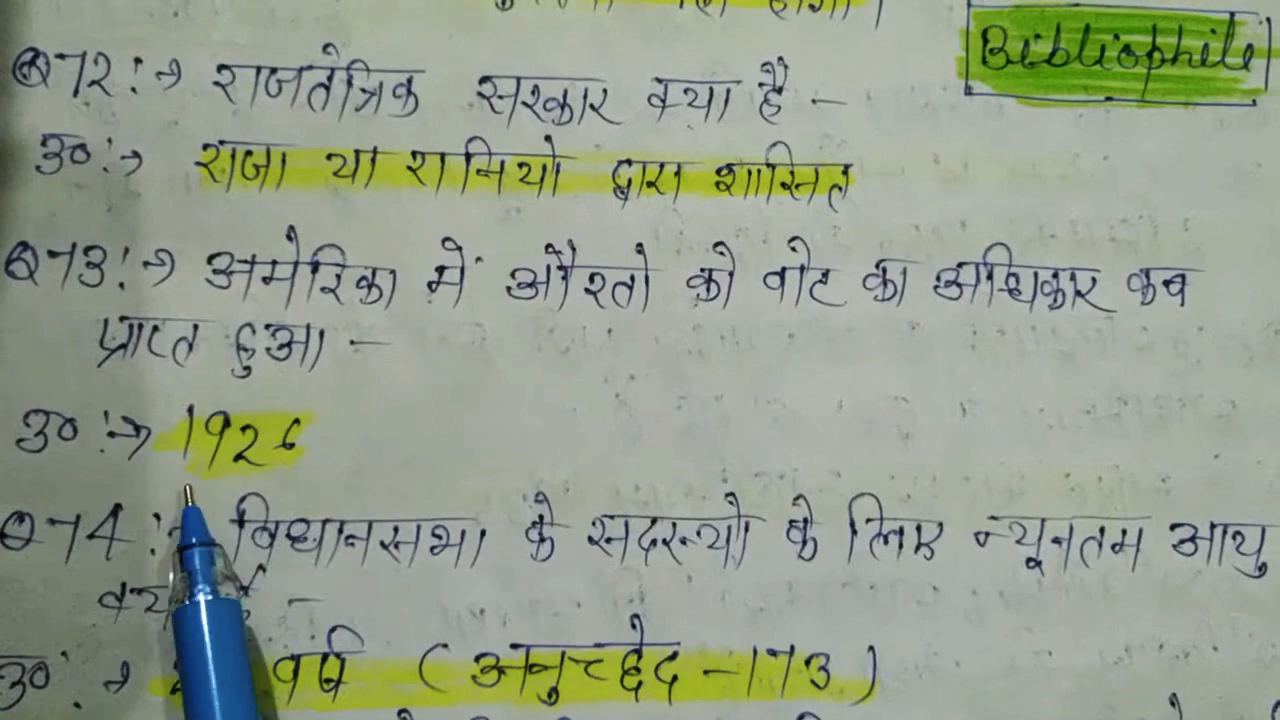 Bibliophile
Q72:→ राजतंत्रिक सरकार क्या है –
उ०:→ राजा या रानियो द्वारा शासित
Q73:→ अमेरिका में औरतो को वोट का अधिकार कब
प्राप्त हुआ –
उ०:→ 1926
Q74:→ विधानसभा के सदस्यो के लिए न्यूनतम आयु
उ०:→ वर्ष (अनुच्छेद-173)